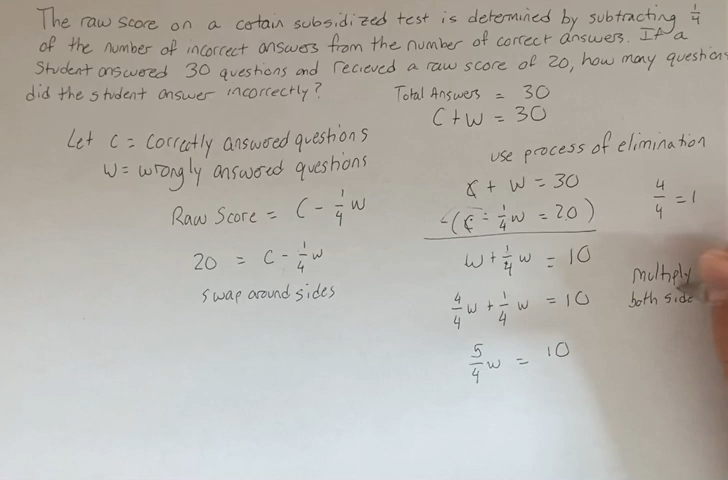 The raw score on a cetain subsidized test is determined by subtracting 1/4
of the number of incorrect answers from the number of correct answers. If a
Student answered 30 questions and recieved a raw score of 20, how many questions
did the student answer incorrectly?
Total Answers = 30
C + W = 30
Let C = correctly answered questions
W = wrongly answered questions
Raw Score = C - 1/4 W
20 = C - 1/4 W
swap around sides
use process of elimination
C + W = 30
-(C - 1/4 W = 20)
W + 1/4 W = 10
4/4 W + 1/4 W = 10
5/4 W = 10
4/4 = 1
Multiply
both side